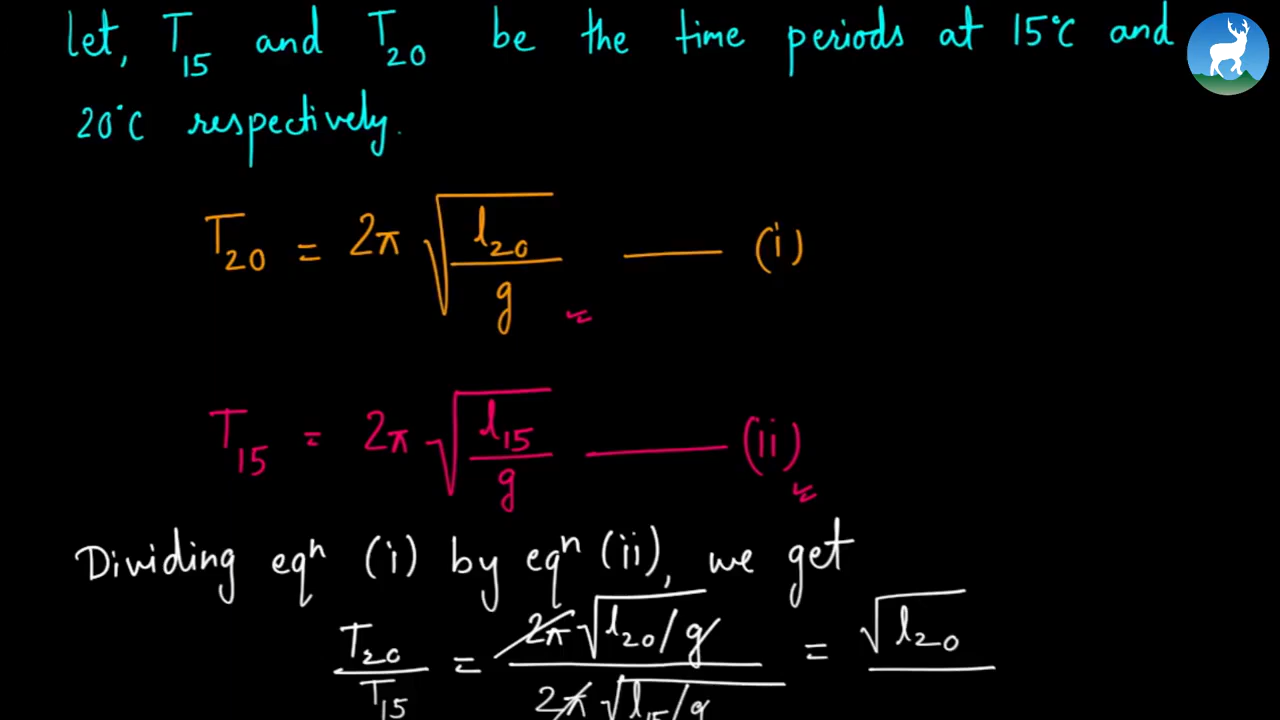 let, T₁₅ and T₂₀ be the time periods at 15°C and
20°C respectively.
T₂₀ = 2π √(l₂₀/g) —— (i)
T₁₅ = 2π √(l₁₅/g) —— (ii)
Dividing eqⁿ (i) by eqⁿ (ii), we get
T₂₀/T₁₅ = 2π√(l₂₀/g) / 2π√(l₁₅/g) = √l₂₀